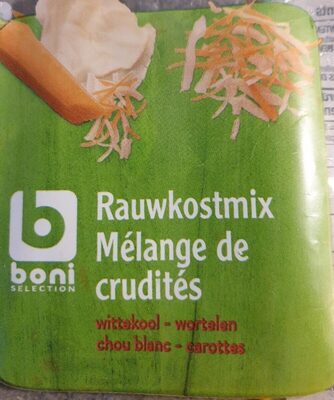 boni
SELECTION
Rauwkostmix
Mélange de
crudités
wittekool - wortelen
chou blanc - carottes